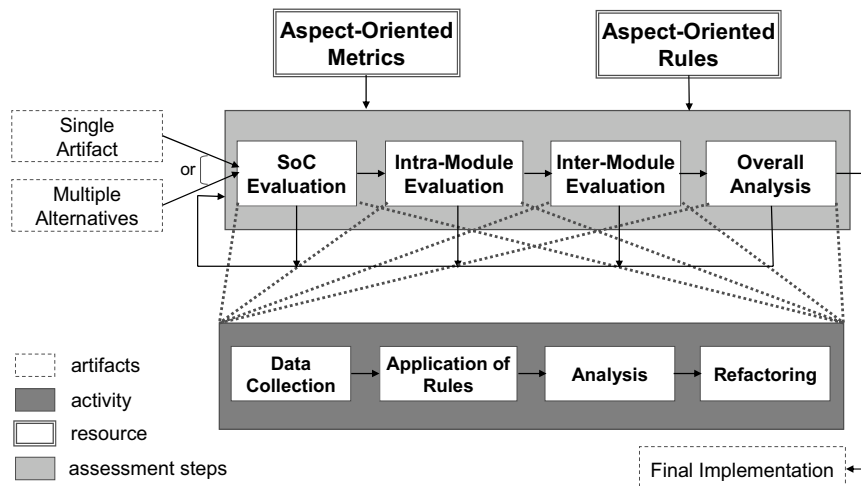 Aspect-Oriented
Metrics
Aspect-Oriented
Rules
Single
Artifact
or
Multiple
Alternatives
SoC
Evaluation
Intra-Module
Evaluation
Inter-Module
Evaluation
Overall
Analysis
Data
Collection
Application of
Rules
Analysis
Refactoring
artifacts
activity
resource
assessment steps
Final Implementation